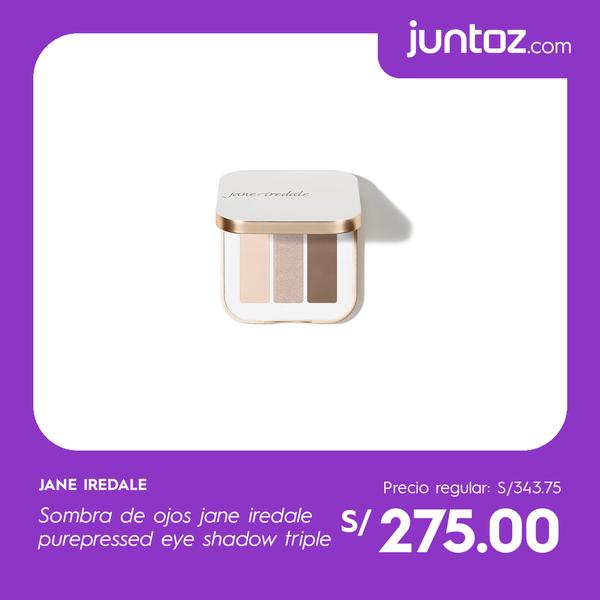 juntoz.com
jane iredale
JANE IREDALE
Sombra de ojos jane iredale
purepressed eye shadow triple
Precio regular: S/343.75
S/ 275.00